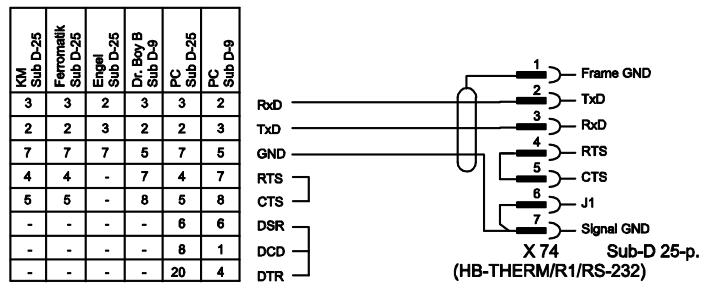 KM Sub D-25 Ferromatik Sub D-25 Engel Sub D-25 Dr. Boy B Sub D-9 PC Sub D-25 PC Sub D-9
3 3 2 3 3 2 RxD
2 2 3 2 2 3 TxD
7 7 7 5 7 5 GND
4 4 - 7 4 7 RTS
5 5 - 8 5 8 CTS
- - - - 6 6 DSR
- - - - 8 1 DCD
- - - - 20 4 DTR
1 Frame GND
2 TxD
3 RxD
4 RTS
5 CTS
6 J1
7 Signal GND
X 74 Sub-D 25-p.
(HB-THERM/R1/RS-232)